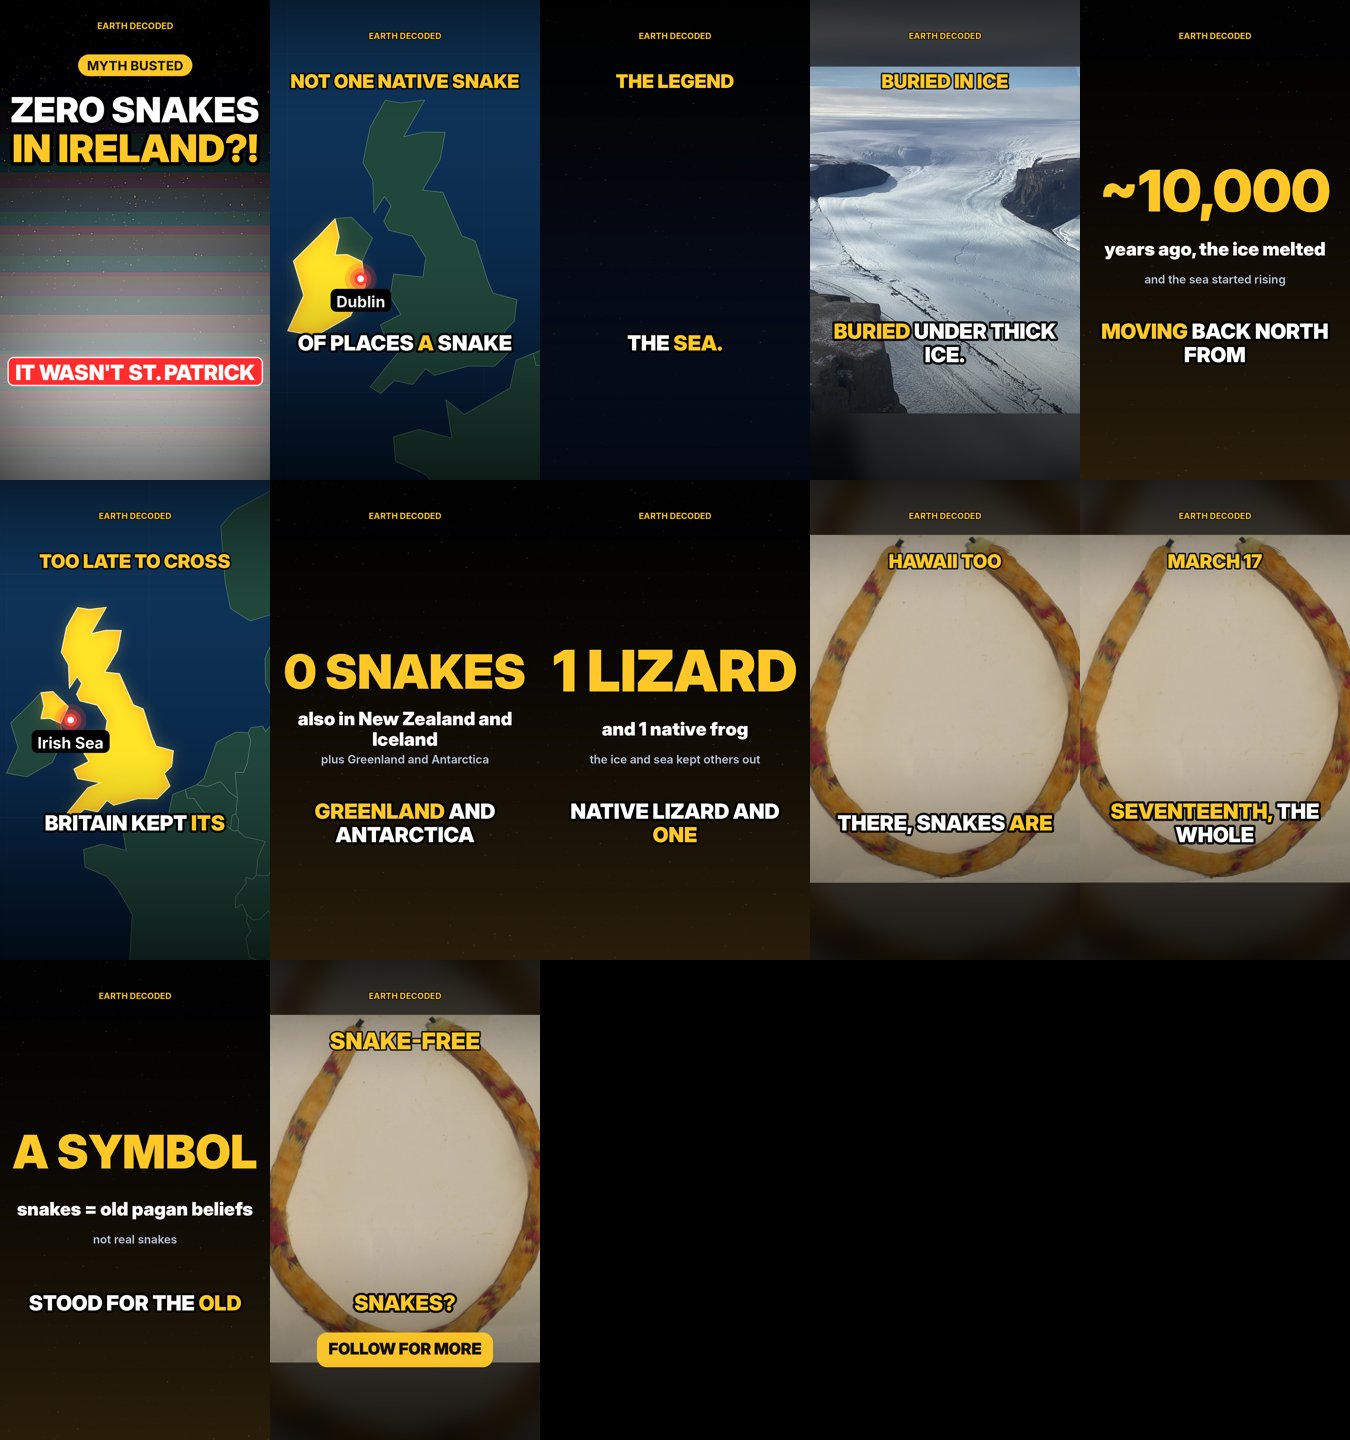 EARTH DECODED
MYTH BUSTED
ZERO SNAKES
IN IRELAND?!
IT WASN'T ST. PATRICK
EARTH DECODED
NOT ONE NATIVE SNAKE
Dublin
OF PLACES A SNAKE
EARTH DECODED
THE LEGEND
THE SEA.
EARTH DECODED
BURIED IN ICE
BURIED UNDER THICK
ICE.
EARTH DECODED
~10,000
years ago, the ice melted
and the sea started rising
MOVING BACK NORTH
FROM
EARTH DECODED
TOO LATE TO CROSS
Irish Sea
BRITAIN KEPT ITS
EARTH DECODED
0 SNAKES
also in New Zealand and
Iceland
plus Greenland and Antarctica
GREENLAND AND
ANTARCTICA
EARTH DECODED
1 LIZARD
and 1 native frog
the ice and sea kept others out
NATIVE LIZARD AND
ONE
EARTH DECODED
HAWAII TOO
THERE, SNAKES ARE
EARTH DECODED
MARCH 17
SEVENTEENTH, THE
WHOLE
EARTH DECODED
A SYMBOL
snakes = old pagan beliefs
not real snakes
STOOD FOR THE OLD
EARTH DECODED
SNAKE-FREE
SNAKES?
FOLLOW FOR MORE